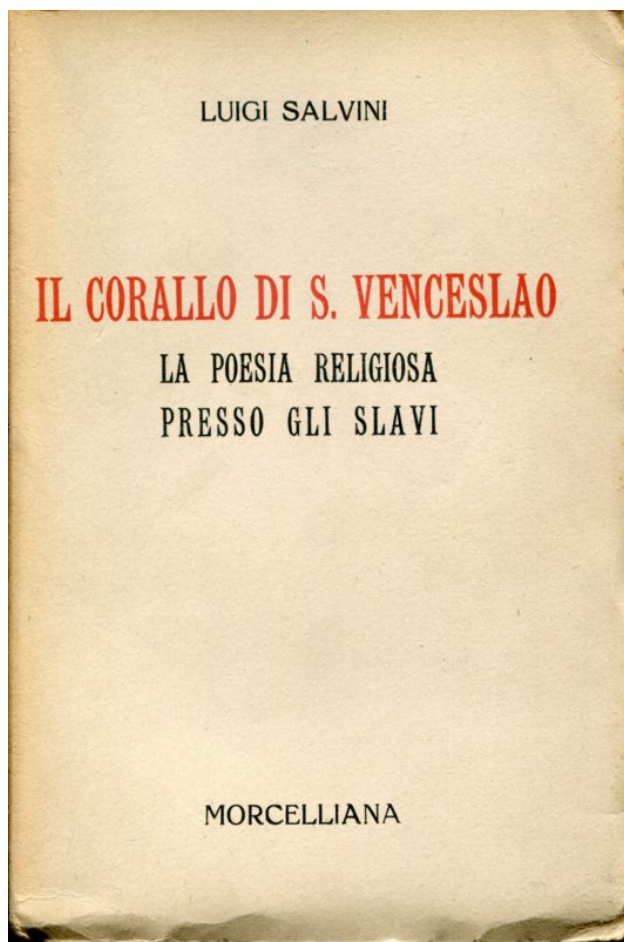 LUIGI SALVINI
IL CORALLO DI S. VENCESLAO
LA POESIA RELIGIOSA
PRESSO GLI SLAVI
MORCELLIANA